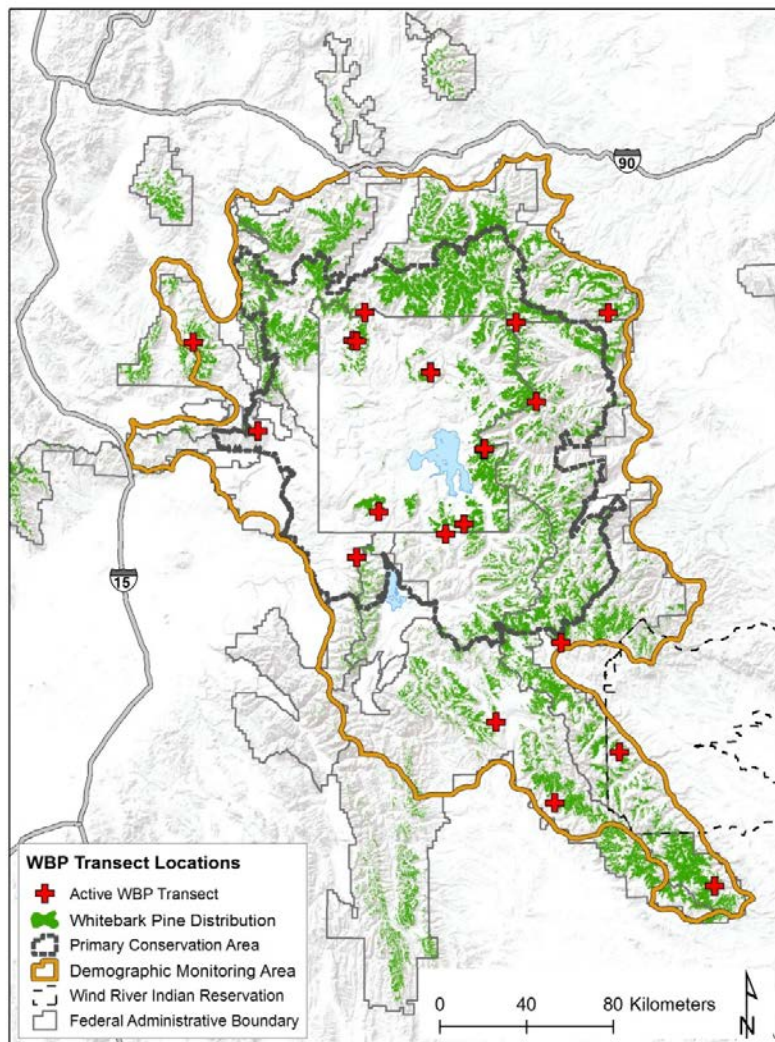 90
15
WBP Transect Locations
Active WBP Transect
Whitebark Pine Distribution
Primary Conservation Area
Demographic Monitoring Area
Wind River Indian Reservation
Federal Administrative Boundary
0 40 80 Kilometers
N